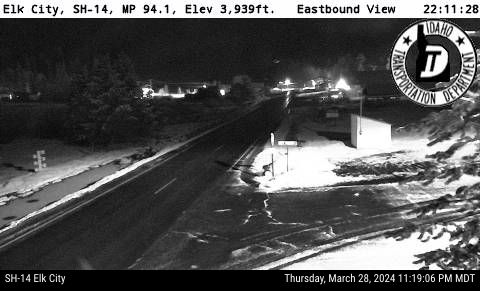 Elk City, SH-14, MP 94.1, Elev 3,939ft. Eastbound View 22:11:28
IDAHO
TRANSPORTATION DEPARTMENT
SH-14 Elk City Thursday, March 28, 2024 11:19:06 PM MDT